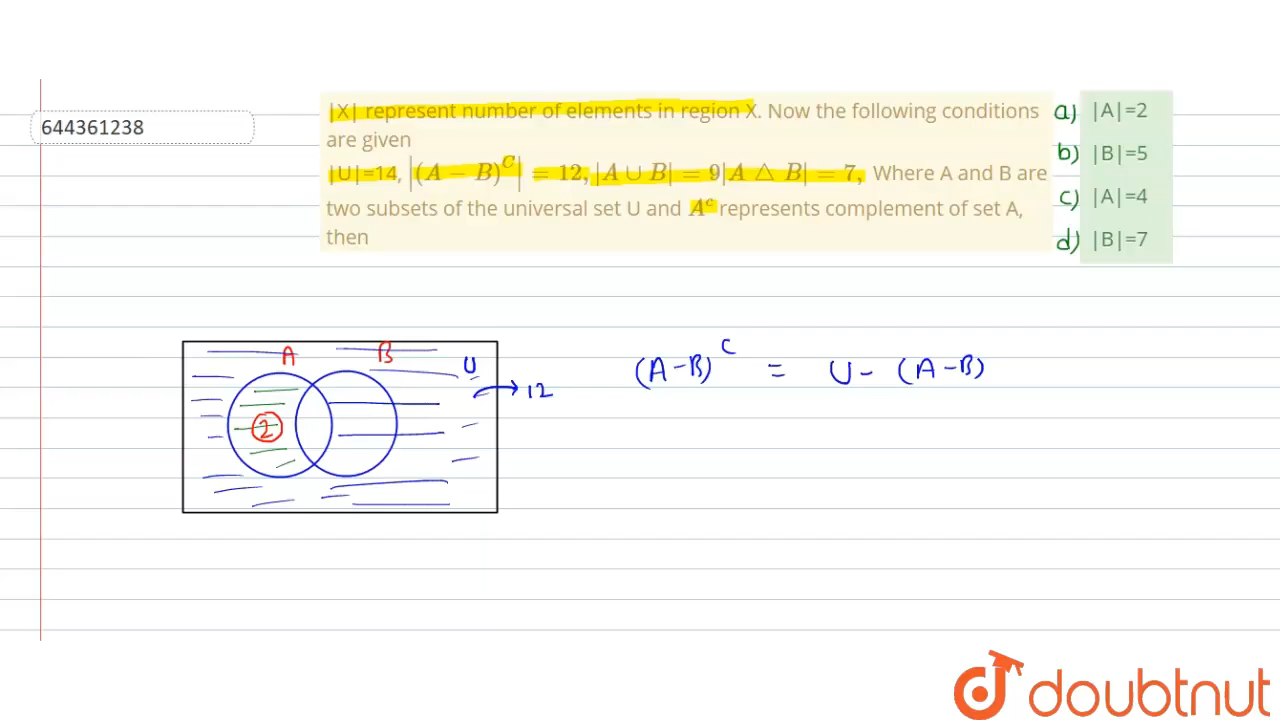 644361238
|X| represent number of elements in region X. Now the following conditions
are given
|U|=14, |(A − B)^C| = 12, |A ∪ B| = 9|A △ B| = 7, Where A and B are
two subsets of the universal set U and A^c represents complement of set A,
then
a) |A|=2
b) |B|=5
c) |A|=4
d) |B|=7
A B U
12
2
(A-B)^C = U - (A-B)
doubtnut